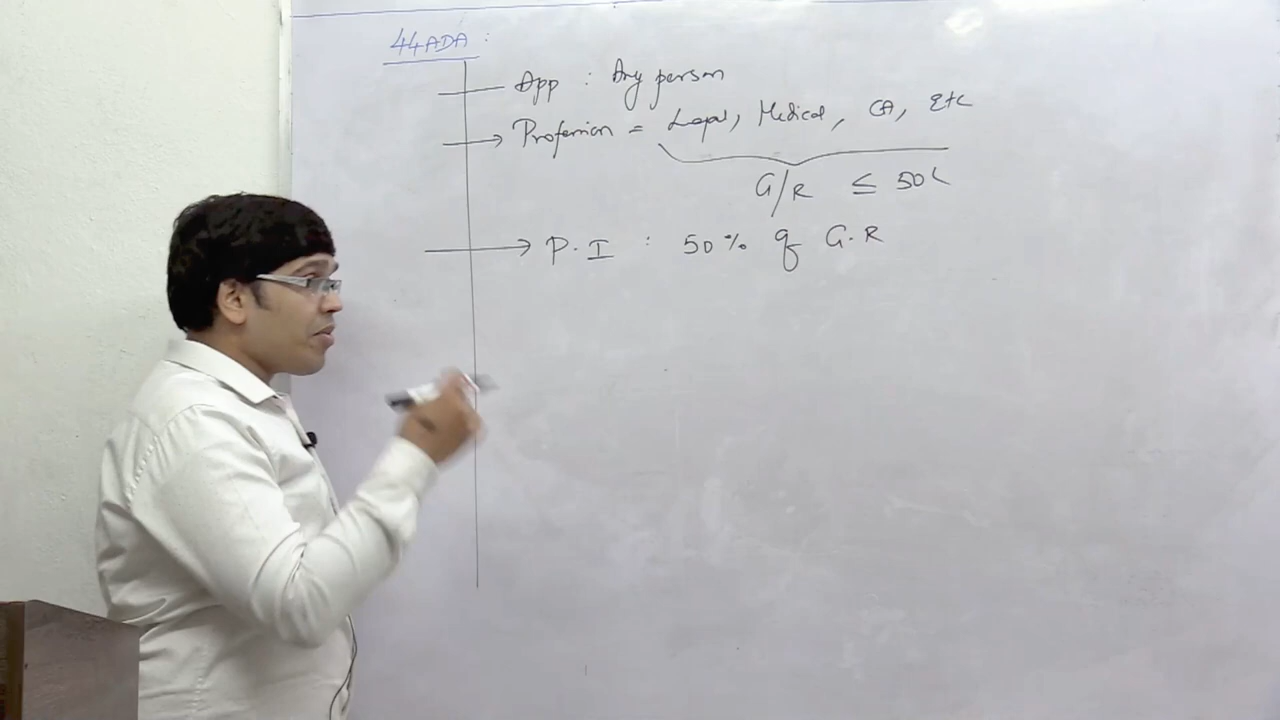 44ADA :
App : Any person
Profession = Legal, Medical, CA, Etc
G/R ≤ 50L
P.I : 50% of G.R